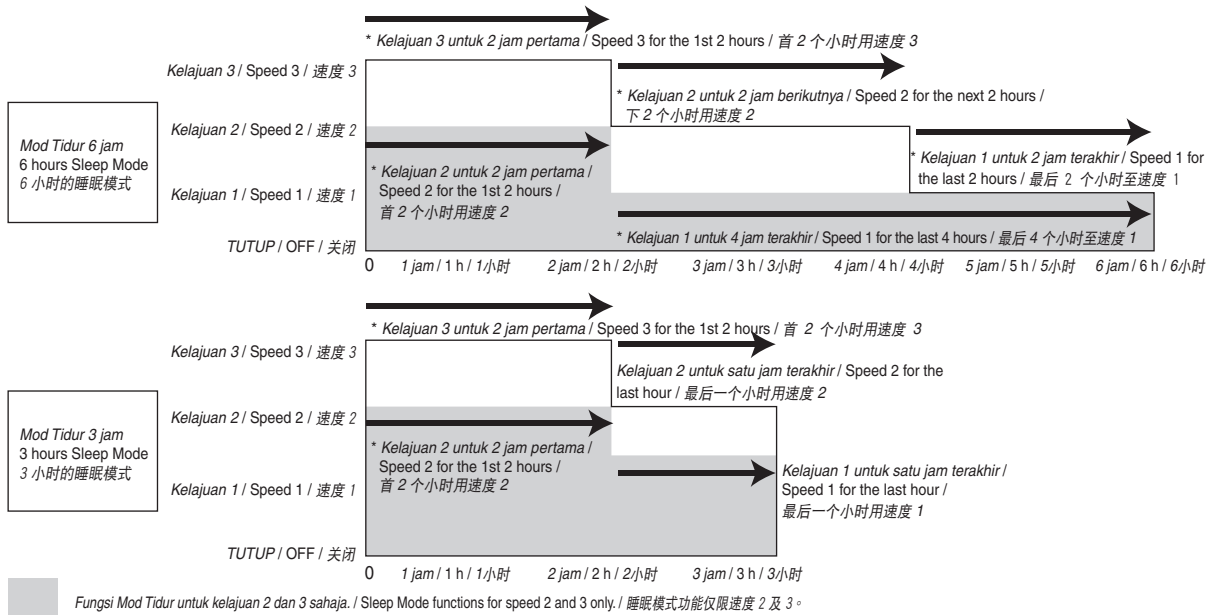 * Kelajuan 3 untuk 2 jam pertama / Speed 3 for the 1st 2 hours / 首 2 个小时用速度 3
Kelajuan 3 / Speed 3 / 速度 3
* Kelajuan 2 untuk 2 jam berikutnya / Speed 2 for the next 2 hours /
下 2 个小时用速度 2
Mod Tidur 6 jam
6 hours Sleep Mode
6 小时的睡眠模式
Kelajuan 2 / Speed 2 / 速度 2
* Kelajuan 2 untuk 2 jam pertama /
Speed 2 for the 1st 2 hours /
首 2 个小时用速度 2
* Kelajuan 1 untuk 2 jam terakhir / Speed 1 for
the last 2 hours / 最后 2 个小时至速度 1
Kelajuan 1 / Speed 1 / 速度 1
* Kelajuan 1 untuk 4 jam terakhir / Speed 1 for the last 4 hours / 最后 4 个小时至速度 1
TUTUP / OFF / 关闭
0 1 jam / 1 h / 1小时 2 jam / 2 h / 2小时 3 jam / 3 h / 3小时 4 jam / 4 h / 4小时 5 jam / 5 h / 5小时 6 jam / 6 h / 6小时
* Kelajuan 3 untuk 2 jam pertama / Speed 3 for the 1st 2 hours / 首 2 个小时用速度 3
Kelajuan 3 / Speed 3 / 速度 3
Kelajuan 2 untuk satu jam terakhir / Speed 2 for the
last hour / 最后一个小时用速度 2
Mod Tidur 3 jam
3 hours Sleep Mode
3 小时的睡眠模式
Kelajuan 2 / Speed 2 / 速度 2
* Kelajuan 2 untuk 2 jam pertama /
Speed 2 for the 1st 2 hours /
首 2 个小时用速度 2
Kelajuan 1 untuk satu jam terakhir /
Speed 1 for the last hour /
最后一个小时用速度 1
Kelajuan 1 / Speed 1 / 速度 1
TUTUP / OFF / 关闭
0 1 jam / 1 h / 1小时 2 jam / 2 h / 2小时 3 jam / 3 h / 3小时
Fungsi Mod Tidur untuk kelajuan 2 dan 3 sahaja. / Sleep Mode functions for speed 2 and 3 only. / 睡眠模式功能仅限速度 2 及 3。